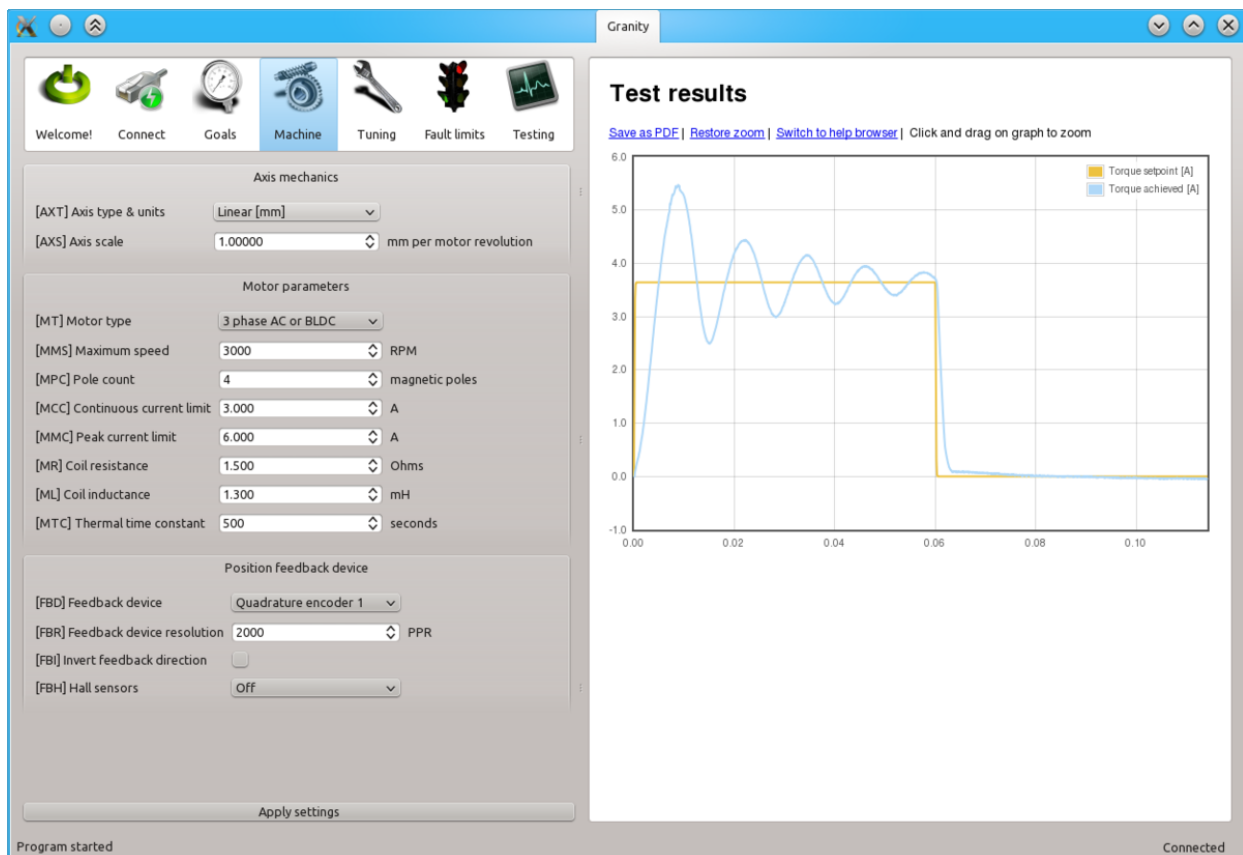 Granity
Welcome! Connect Goals Machine Tuning Fault limits Testing
Axis mechanics
[AXT] Axis type & units Linear [mm]
[AXS] Axis scale 1.00000 mm per motor revolution
Motor parameters
[MT] Motor type 3 phase AC or BLDC
[MMS] Maximum speed 3000 RPM
[MPC] Pole count 4 magnetic poles
[MCC] Continuous current limit 3.000 A
[MMC] Peak current limit 6.000 A
[MR] Coil resistance 1.500 Ohms
[ML] Coil inductance 1.300 mH
[MTC] Thermal time constant 500 seconds
Position feedback device
[FBD] Feedback device Quadrature encoder 1
[FBR] Feedback device resolution 2000 PPR
[FBI] Invert feedback direction
[FBH] Hall sensors Off
Apply settings
Test results
Save as PDF | Restore zoom | Switch to help browser | Click and drag on graph to zoom
6.0
5.0
4.0
3.0
2.0
1.0
0.0
-1.0
Torque setpoint [A]
Torque achieved [A]
0.00 0.02 0.04 0.06 0.08 0.10
Program started Connected